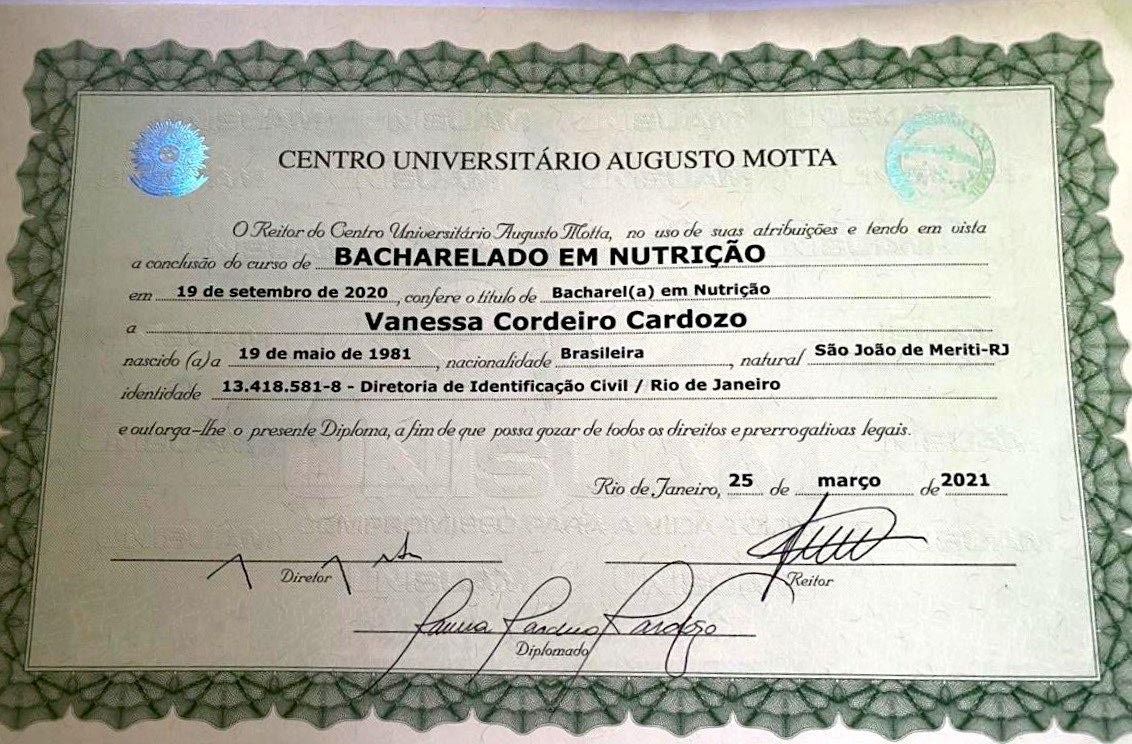 CENTRO UNIVERSITÁRIO AUGUSTO MOTTA
O Reitor do Centro Universitário Augusto Motta, no uso de suas atribuições e tendo em vista
a conclusão do curso de BACHARELADO EM NUTRIÇÃO
em 19 de setembro de 2020, confere o título de Bacharel(a) em Nutrição
a Vanessa Cordeiro Cardozo
nascido (a) a 19 de maio de 1981, nacionalidade Brasileira, natural São João de Meriti-RJ
identidade 13.418.581-8 - Diretoria de Identificação Civil / Rio de Janeiro
e outorga-lhe o presente Diploma, a fim de que possa gozar de todos os direitos e prerrogativas legais.
Rio de Janeiro, 25 de março de 2021
Diretor
Reitor
Diplomado